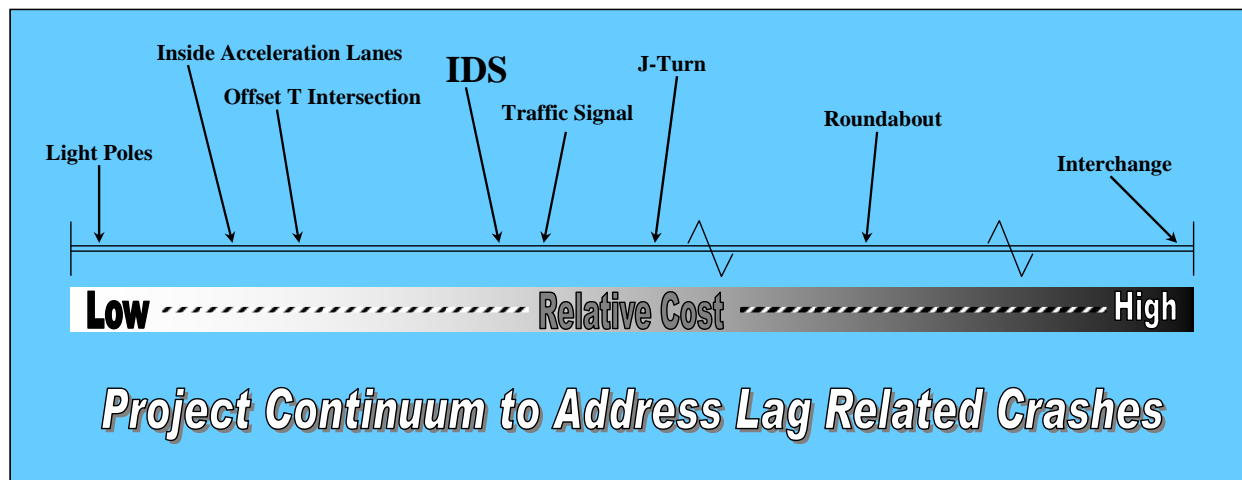 Inside Acceleration Lanes
IDS
J-Turn
Offset T Intersection
Traffic Signal
Roundabout
Light Poles
Interchange
Low
Relative Cost
High
Project Continuum to Address Lag Related Crashes